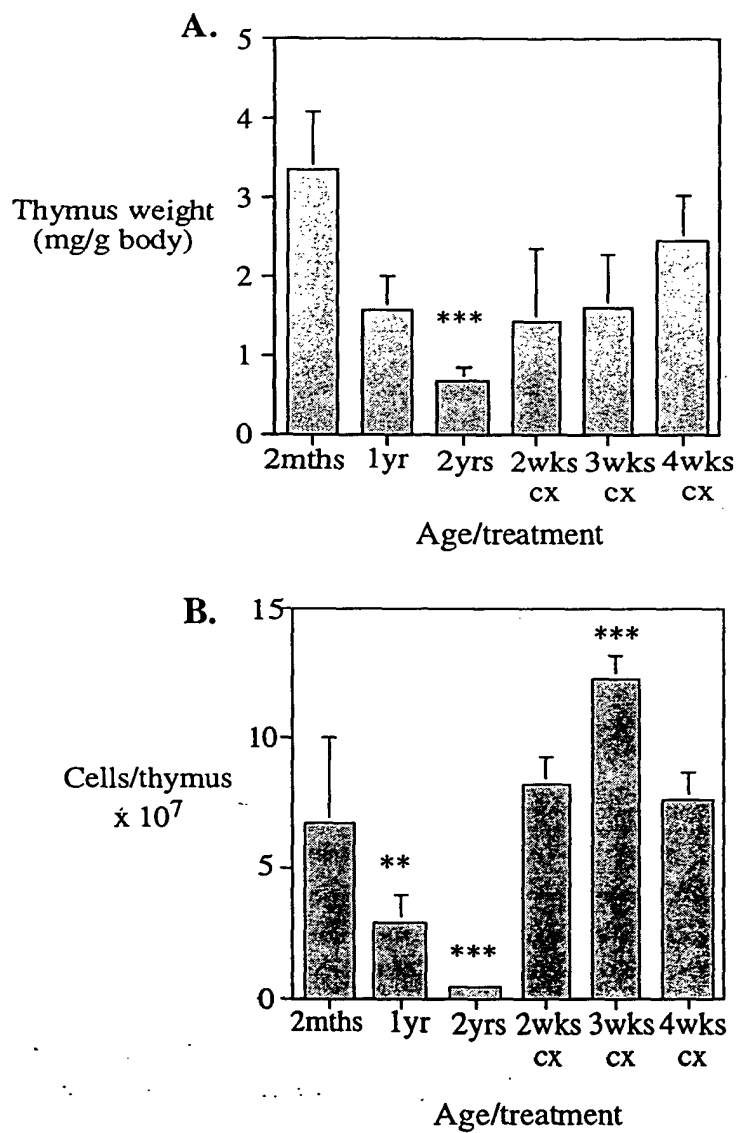 A.
5
4
3
2
1
0
Thymus weight
(mg/g body)
***
2mths 1yr 2yrs 2wks 3wks 4wks
cx cx cx
Age/treatment
B.
15
10
5
0
Cells/thymus
x 10⁷
**
***
***
2mths 1yr 2yrs 2wks 3wks 4wks
cx cx cx
Age/treatment